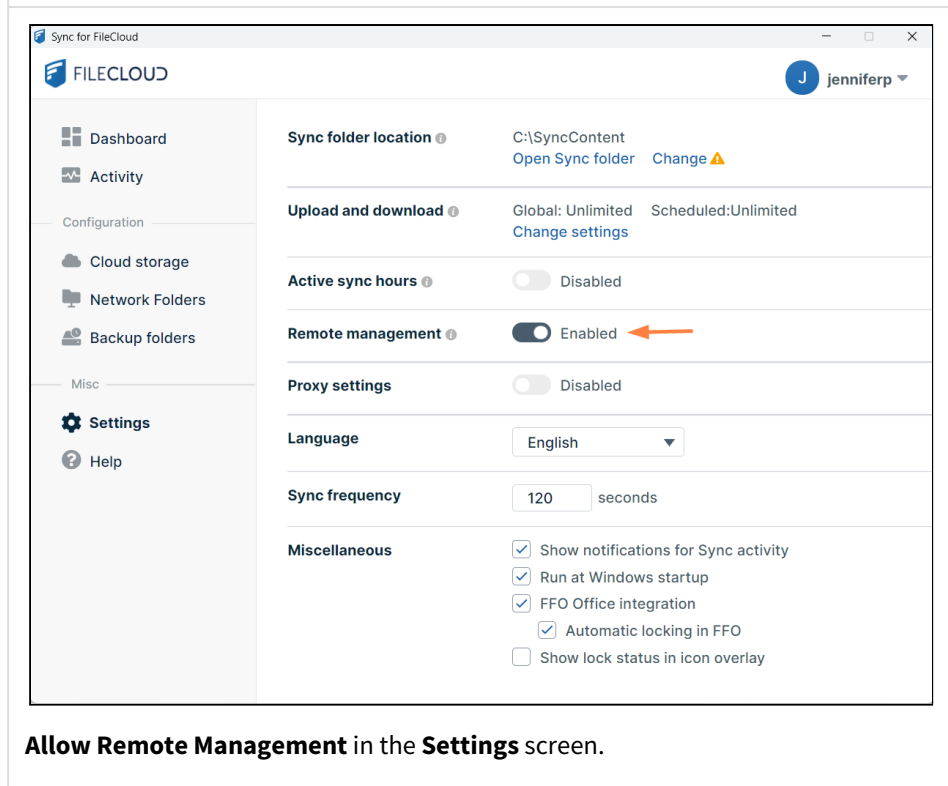 Sync for FileCloud
FILECLOUD
J jenniferp
Dashboard
Activity
Configuration
Cloud storage
Network Folders
Backup folders
Misc
Settings
Help
Sync folder location C:\SyncContent
Open Sync folder Change
Upload and download Global: Unlimited Scheduled:Unlimited
Change settings
Active sync hours Disabled
Remote management Enabled
Proxy settings Disabled
Language English
Sync frequency 120 seconds
Miscellaneous Show notifications for Sync activity
Run at Windows startup
FFO Office integration
Automatic locking in FFO
Show lock status in icon overlay
Allow Remote Management in the Settings screen.